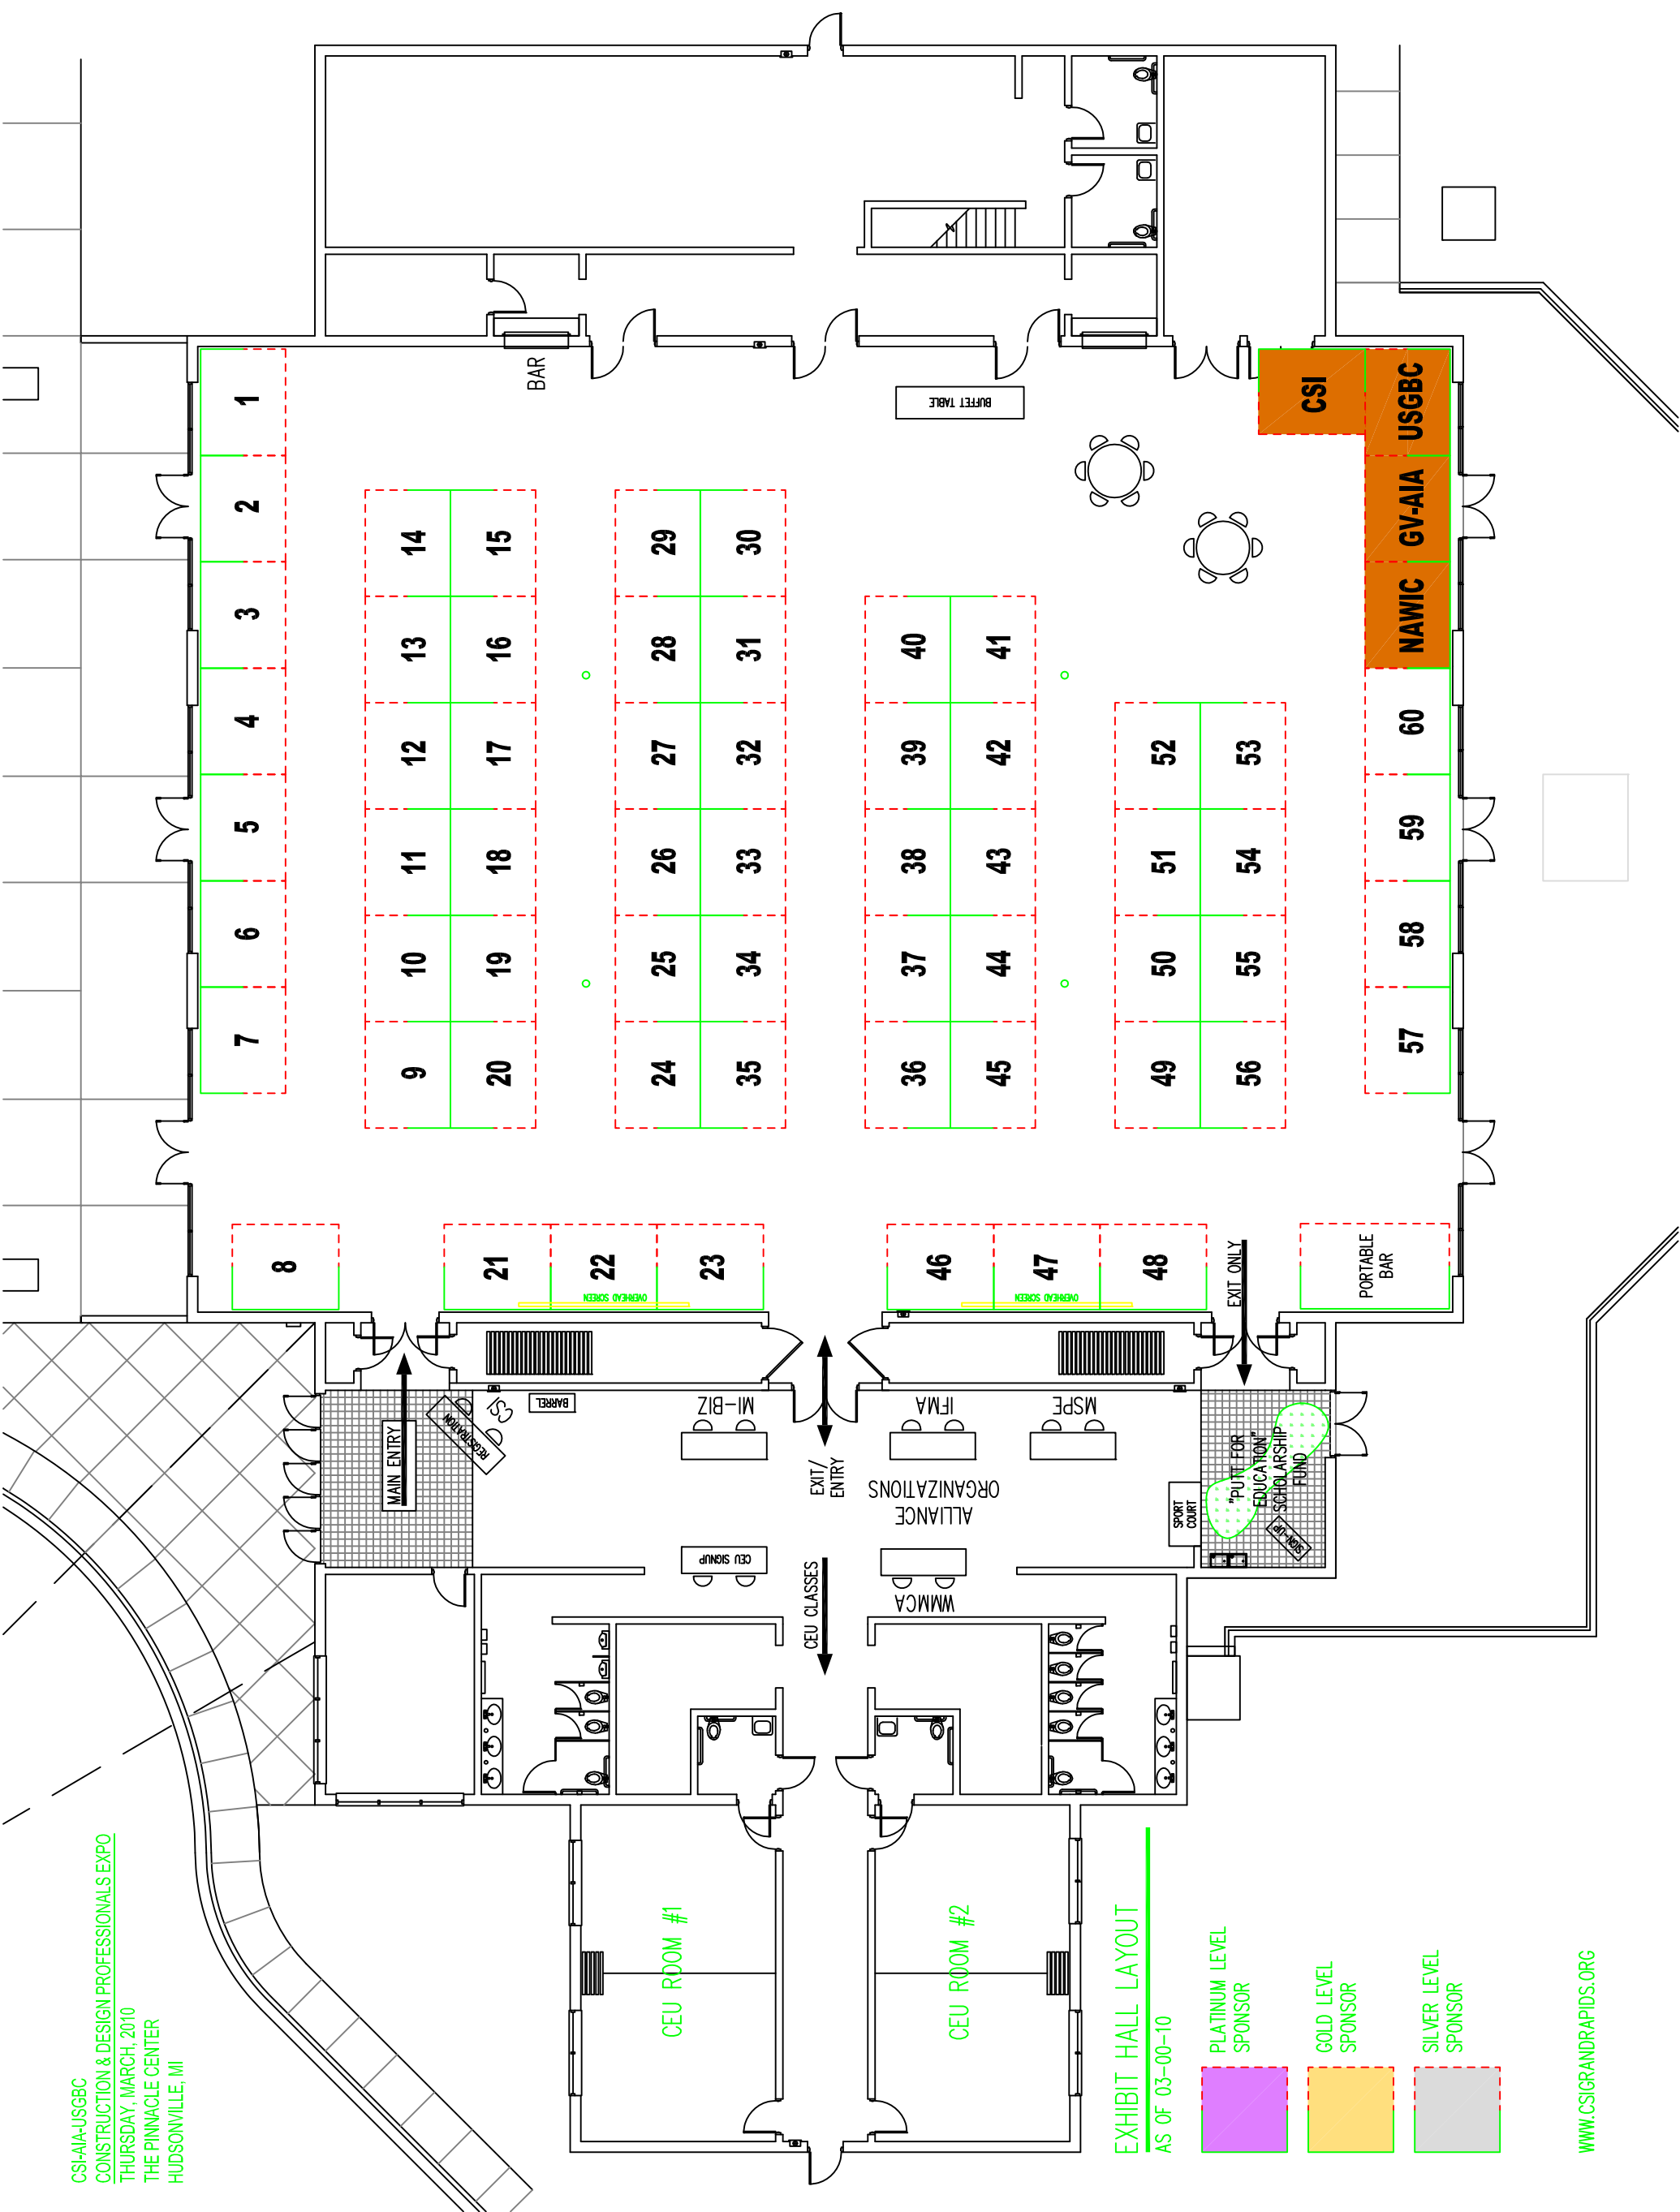 CSI-AIA-USGBC
CONSTRUCTION & DESIGN PROFESSIONALS EXPO
THURSDAY, MARCH, 2010
THE PINNACLE CENTER
HUDSONVILLE, MI
1
2
3
4
5
6
7
8
BAR
14
13
12
11
10
9
15
16
17
18
19
20
21
22
23
OVERHEAD SCREEN
29
28
27
26
25
24
30
31
32
33
34
35
BUFFET TABLE
40
39
38
37
36
41
42
43
44
45
46
47
48
OVERHEAD SCREEN
52
51
50
49
53
54
55
56
CSI
USGBC
GV-AIA
NAWIC
60
59
58
57
PORTABLE
BAR
EXIT ONLY
MAIN ENTRY
REGISTRATION
CSI
BARREL
MI-BIZ
EXIT/
ENTRY
IFMA
MSPE
ALLIANCE
ORGANIZATIONS
CEU SIGNUP
CEU CLASSES
WMMCA
SPORT
COURT
"PUTT FOR
EDUCATION"
SCHOLARSHIP
FUND
SIGN-UP
CEU ROOM #1
CEU ROOM #2
EXHIBIT HALL LAYOUT
AS OF 03-00-10
PLATINUM LEVEL
SPONSOR
GOLD LEVEL
SPONSOR
SILVER LEVEL
SPONSOR
WWW.CSIGRANDRAPIDS.ORG